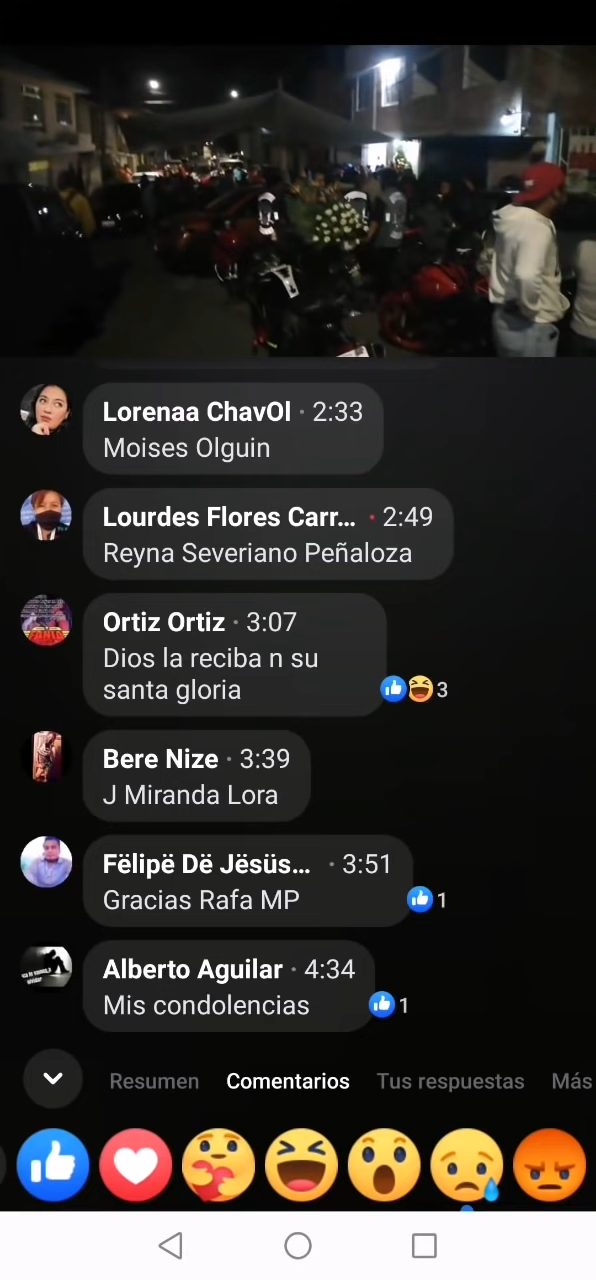 Lorenaa ChavOl · 2:33
Moises Olguin
Lourdes Flores Carr... · 2:49
Reyna Severiano Peñaloza
Ortiz Ortiz · 3:07
Dios la reciba n su
santa gloria
3
Bere Nize · 3:39
J Miranda Lora
Fëlipë Dë Jësüs... · 3:51
Gracias Rafa MP
1
Alberto Aguilar · 4:34
Mis condolencias
1
Resumen Comentarios Tus respuestas Más